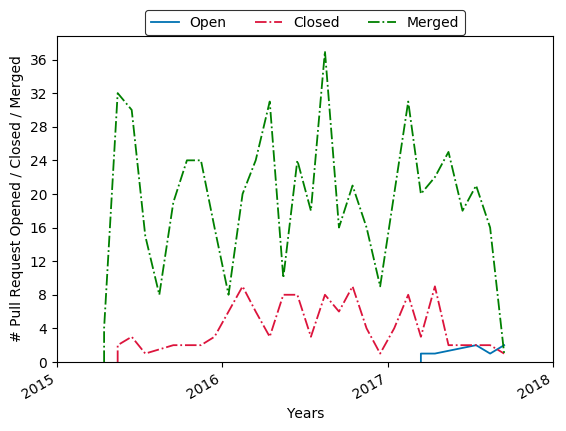 Open Closed Merged
# Pull Request Opened / Closed / Merged
36
32
28
24
20
16
12
8
4
0
2015 2016 2017 2018
Years